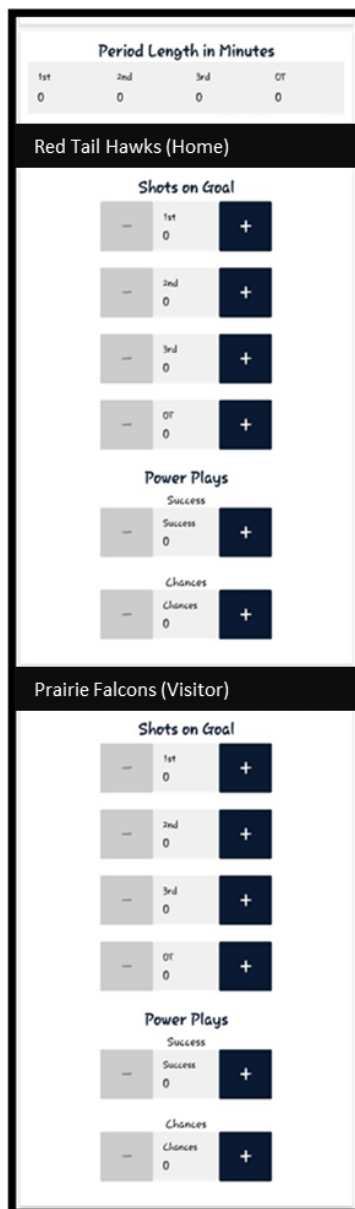 Period Length in Minutes
1st 2nd 3rd OT
0 0 0 0
Red Tail Hawks (Home)
Shots on Goal
1st
− 0 +
2nd
− 0 +
3rd
− 0 +
OT
− 0 +
Power Plays
Success
Success
− 0 +
Chances
Chances
− 0 +
Prairie Falcons (Visitor)
Shots on Goal
1st
− 0 +
2nd
− 0 +
3rd
− 0 +
OT
− 0 +
Power Plays
Success
Success
− 0 +
Chances
Chances
− 0 +